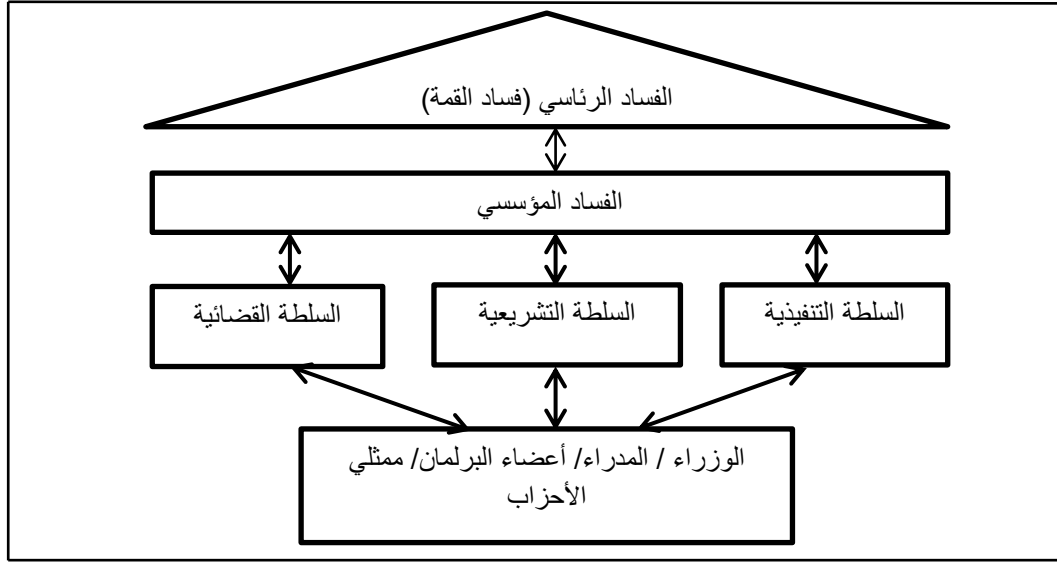 الفساد الرئاسي (فساد القمة)
الفساد المؤسسي
السلطة التنفيذية
السلطة التشريعية
السلطة القضائية
الوزراء / المدراء/ أعضاء البرلمان/ ممثلي
الأحزاب